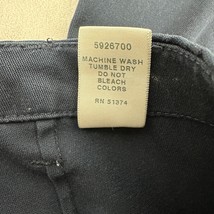 5926700
MACHINE WASH
TUMBLE DRY
DO NOT
BLEACH
COLORS
RN 51374